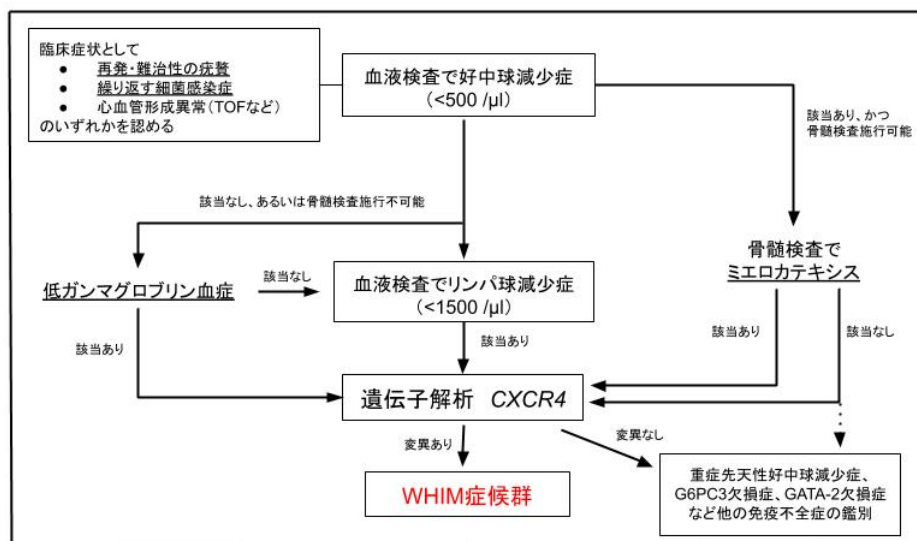 臨床症状として
● 再発・難治性の疣贅
● 繰り返す細菌感染症
● 心血管形成異常(TOFなど)
のいずれかを認める
血液検査で好中球減少症
(<500 /μl)
該当あり、かつ
骨髄検査施行可能
該当なし、あるいは骨髄検査施行不可能
骨髄検査で
ミエロカテキシス
低ガンマグロブリン血症
該当なし
血液検査でリンパ球減少症
(<1500 /μl)
該当あり
該当あり
該当あり
該当なし
遺伝子解析 CXCR4
変異あり
変異なし
WHIM症候群
重症先天性好中球減少症、
G6PC3欠損症、GATA-2欠損症
など他の免疫不全症の鑑別